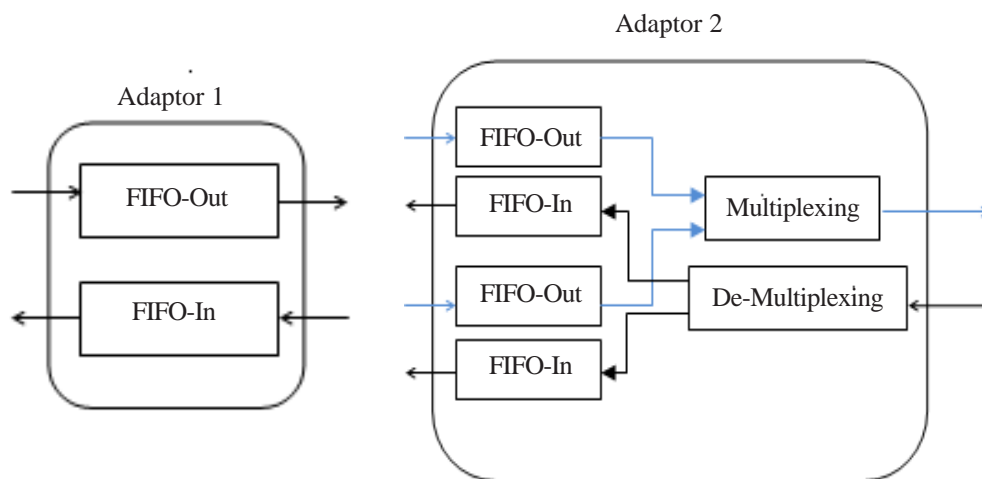 Adaptor 1
FIFO-Out
FIFO-In
Adaptor 2
FIFO-Out
FIFO-In
FIFO-Out
FIFO-In
Multiplexing
De-Multiplexing